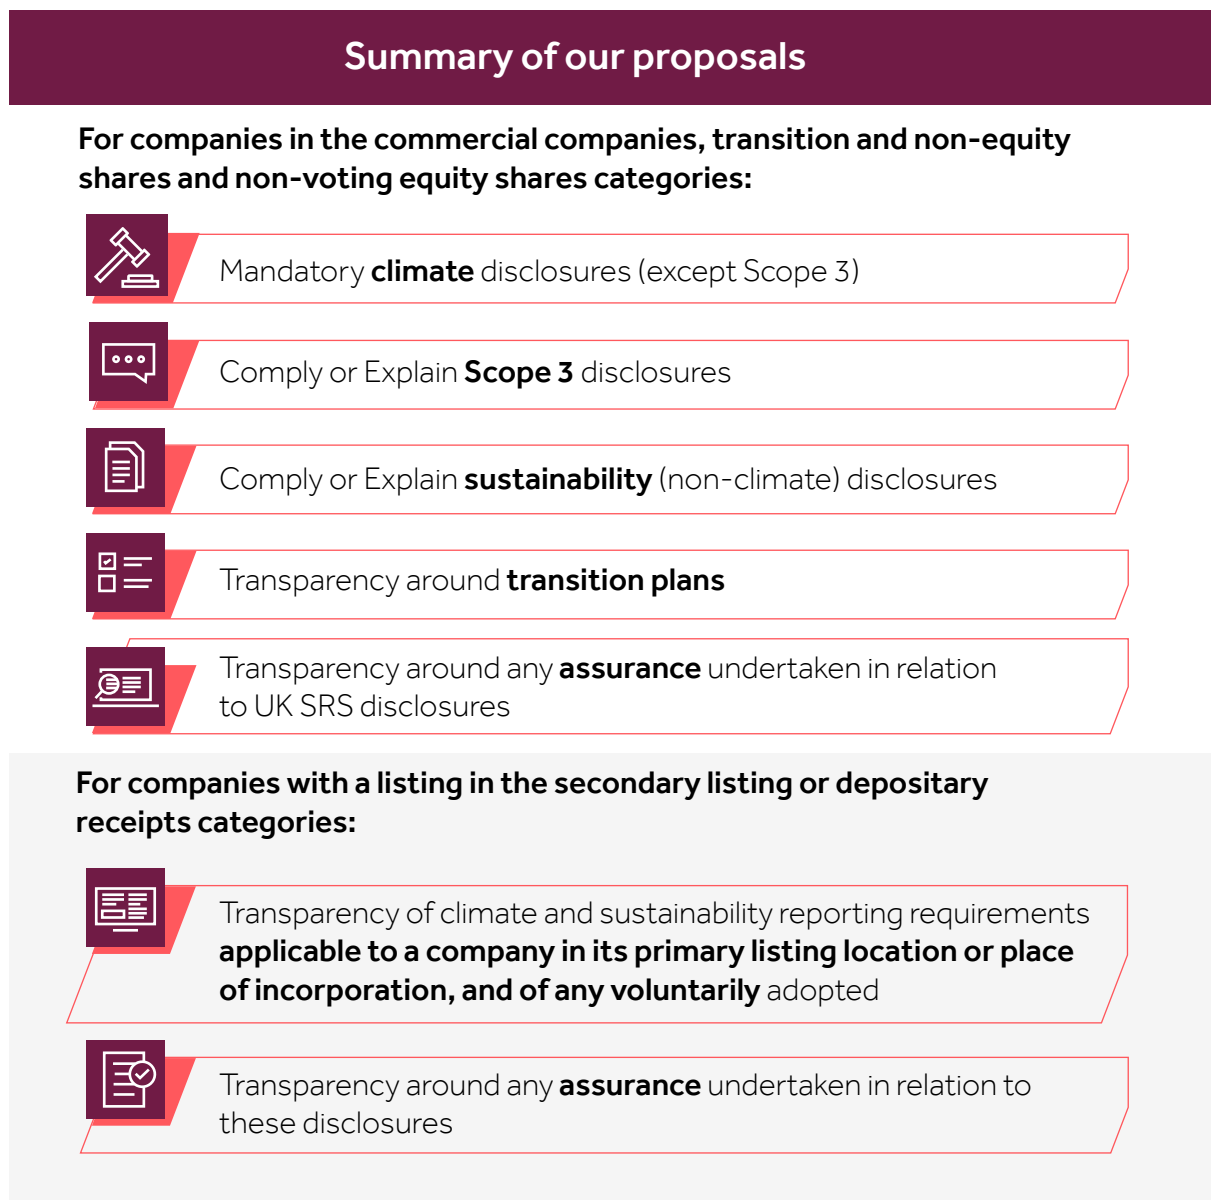 Summary of our proposals
For companies in the commercial companies, transition and non-equity
shares and non-voting equity shares categories:
Mandatory climate disclosures (except Scope 3)
Comply or Explain Scope 3 disclosures
Comply or Explain sustainability (non-climate) disclosures
Transparency around transition plans
Transparency around any assurance undertaken in relation
to UK SRS disclosures
For companies with a listing in the secondary listing or depositary
receipts categories:
Transparency of climate and sustainability reporting requirements
applicable to a company in its primary listing location or place
of incorporation, and of any voluntarily adopted
Transparency around any assurance undertaken in relation to
these disclosures